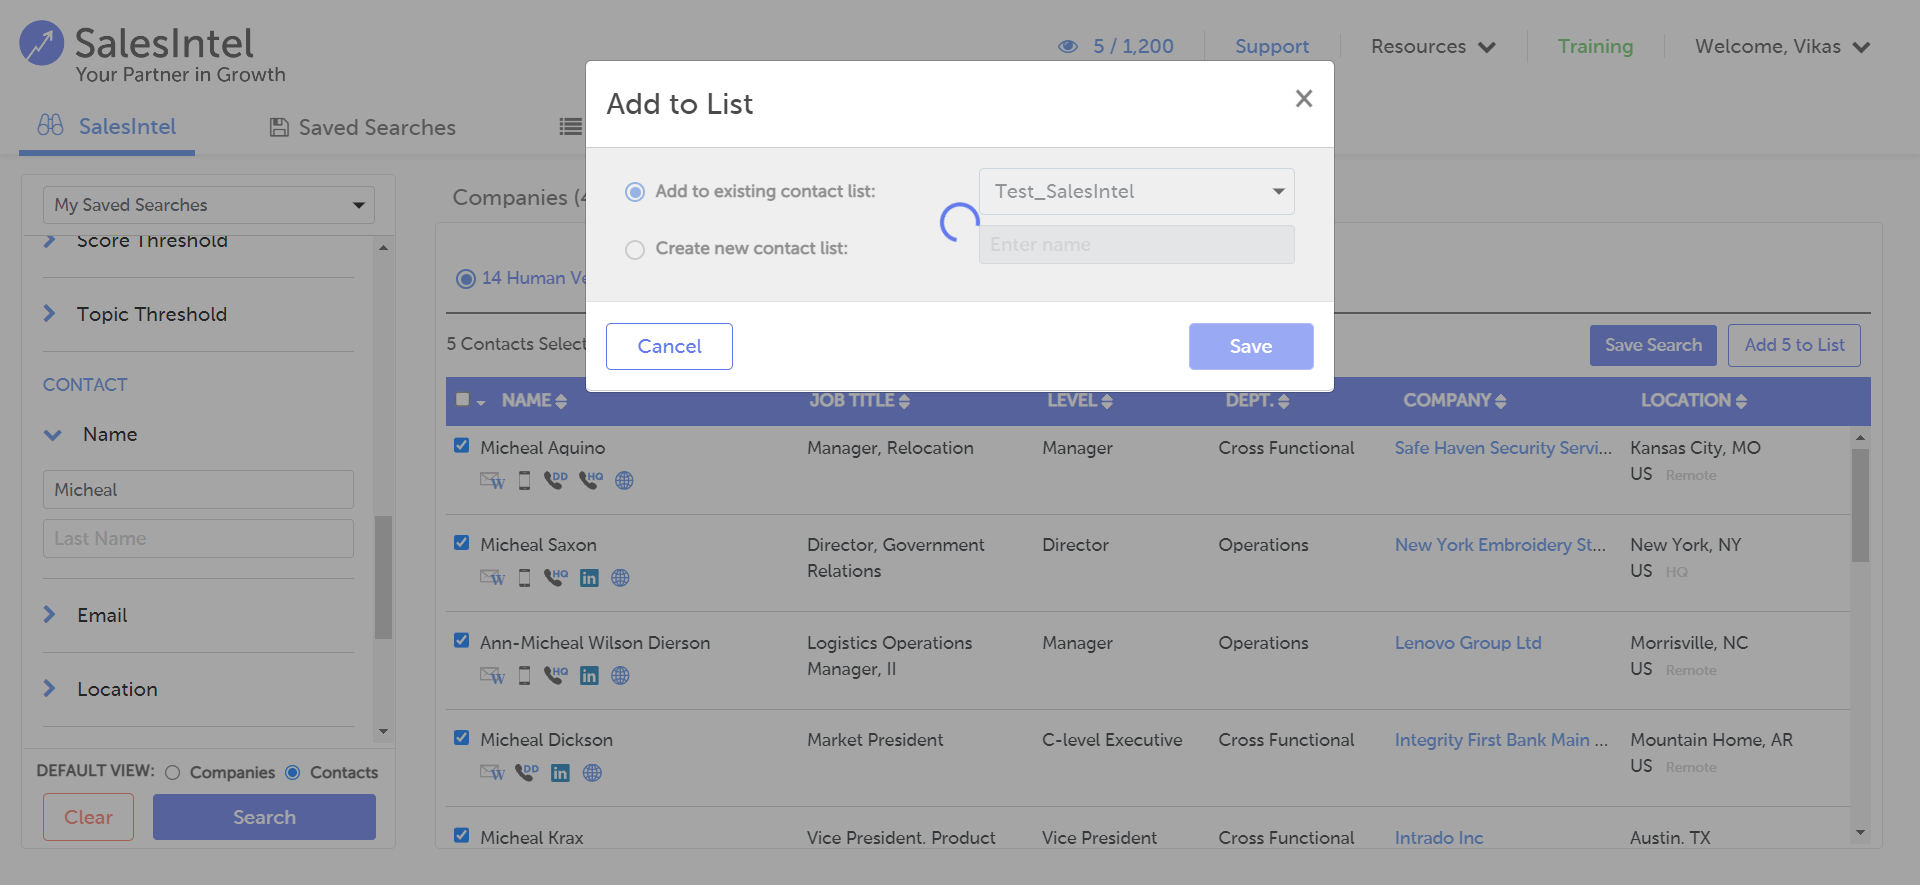 SalesIntel
Your Partner in Growth
5 / 1,200
Support
Resources
Training
Welcome, Vikas
SalesIntel
Saved Searches
Add to List
×
Add to existing contact list:
Test_SalesIntel
Create new contact list:
Enter name
Cancel
Save
My Saved Searches
Score Threshold
Topic Threshold
CONTACT
Name
Micheal
Last Name
Email
Location
DEFAULT VIEW: Companies Contacts
Clear
Search
Companies (4
14 Human Ve
5 Contacts Select
Save Search
Add 5 to List
NAME JOB TITLE LEVEL DEPT. COMPANY LOCATION
Micheal Aquino Manager, Relocation Manager Cross Functional Safe Haven Security Servi... Kansas City, MO
W DD HQ US Remote
Micheal Saxon Director, Government Director Operations New York Embroidery St... New York, NY
Relations US HQ
W HQ in
Ann-Micheal Wilson Dierson Logistics Operations Manager Operations Lenovo Group Ltd Morrisville, NC
Manager, II US Remote
W HQ in
Micheal Dickson Market President C-level Executive Cross Functional Integrity First Bank Main ... Mountain Home, AR
W DD in US Remote
Micheal Krax Vice President, Product Vice President Cross Functional Intrado Inc Austin, TX